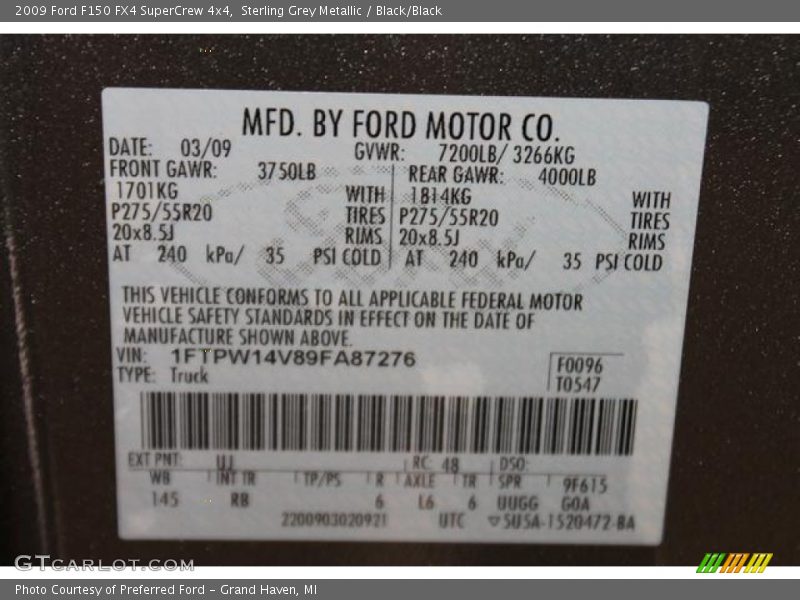 2009 Ford F150 FX4 SuperCrew 4x4, Sterling Grey Metallic / Black/Black
MFD. BY FORD MOTOR CO.
DATE: 03/09 GVWR: 7200LB/ 3266KG
FRONT GAWR: 3750LB REAR GAWR: 4000LB
1701KG WITH 1814KG WITH
P275/55R20 TIRES P275/55R20 TIRES
20x8.5J RIMS 20x8.5J RIMS
AT 240 kPa/ 35 PSI COLD AT 240 kPa/ 35 PSI COLD
THIS VEHICLE CONFORMS TO ALL APPLICABLE FEDERAL MOTOR
VEHICLE SAFETY STANDARDS IN EFFECT ON THE DATE OF
MANUFACTURE SHOWN ABOVE.
VIN: 1FTPW14V89FA87276 F0096
TYPE: Truck T0547
EXT PNT: UJ RC: 48 DSO:
WB INT TR TP/PS R AXLE TR SPR 9F615
145 RB 6 L6 6 UUGG GOA
2200903020921 UTC ▽5U5A-1520472-BA
GTCarLot.com
Photo Courtesy of Preferred Ford – Grand Haven, MI